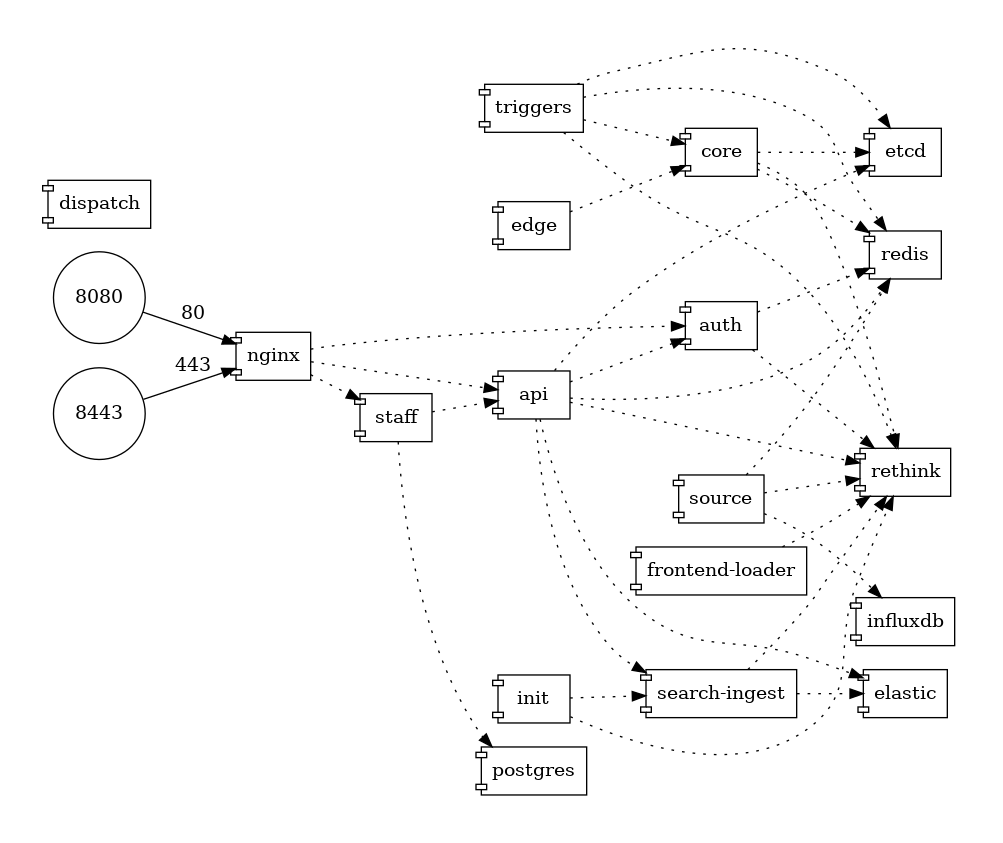 triggers
core
etcd
dispatch
edge
redis
8080
80
auth
nginx
443
api
8443
staff
rethink
source
frontend-loader
influxdb
init
search-ingest
elastic
postgres